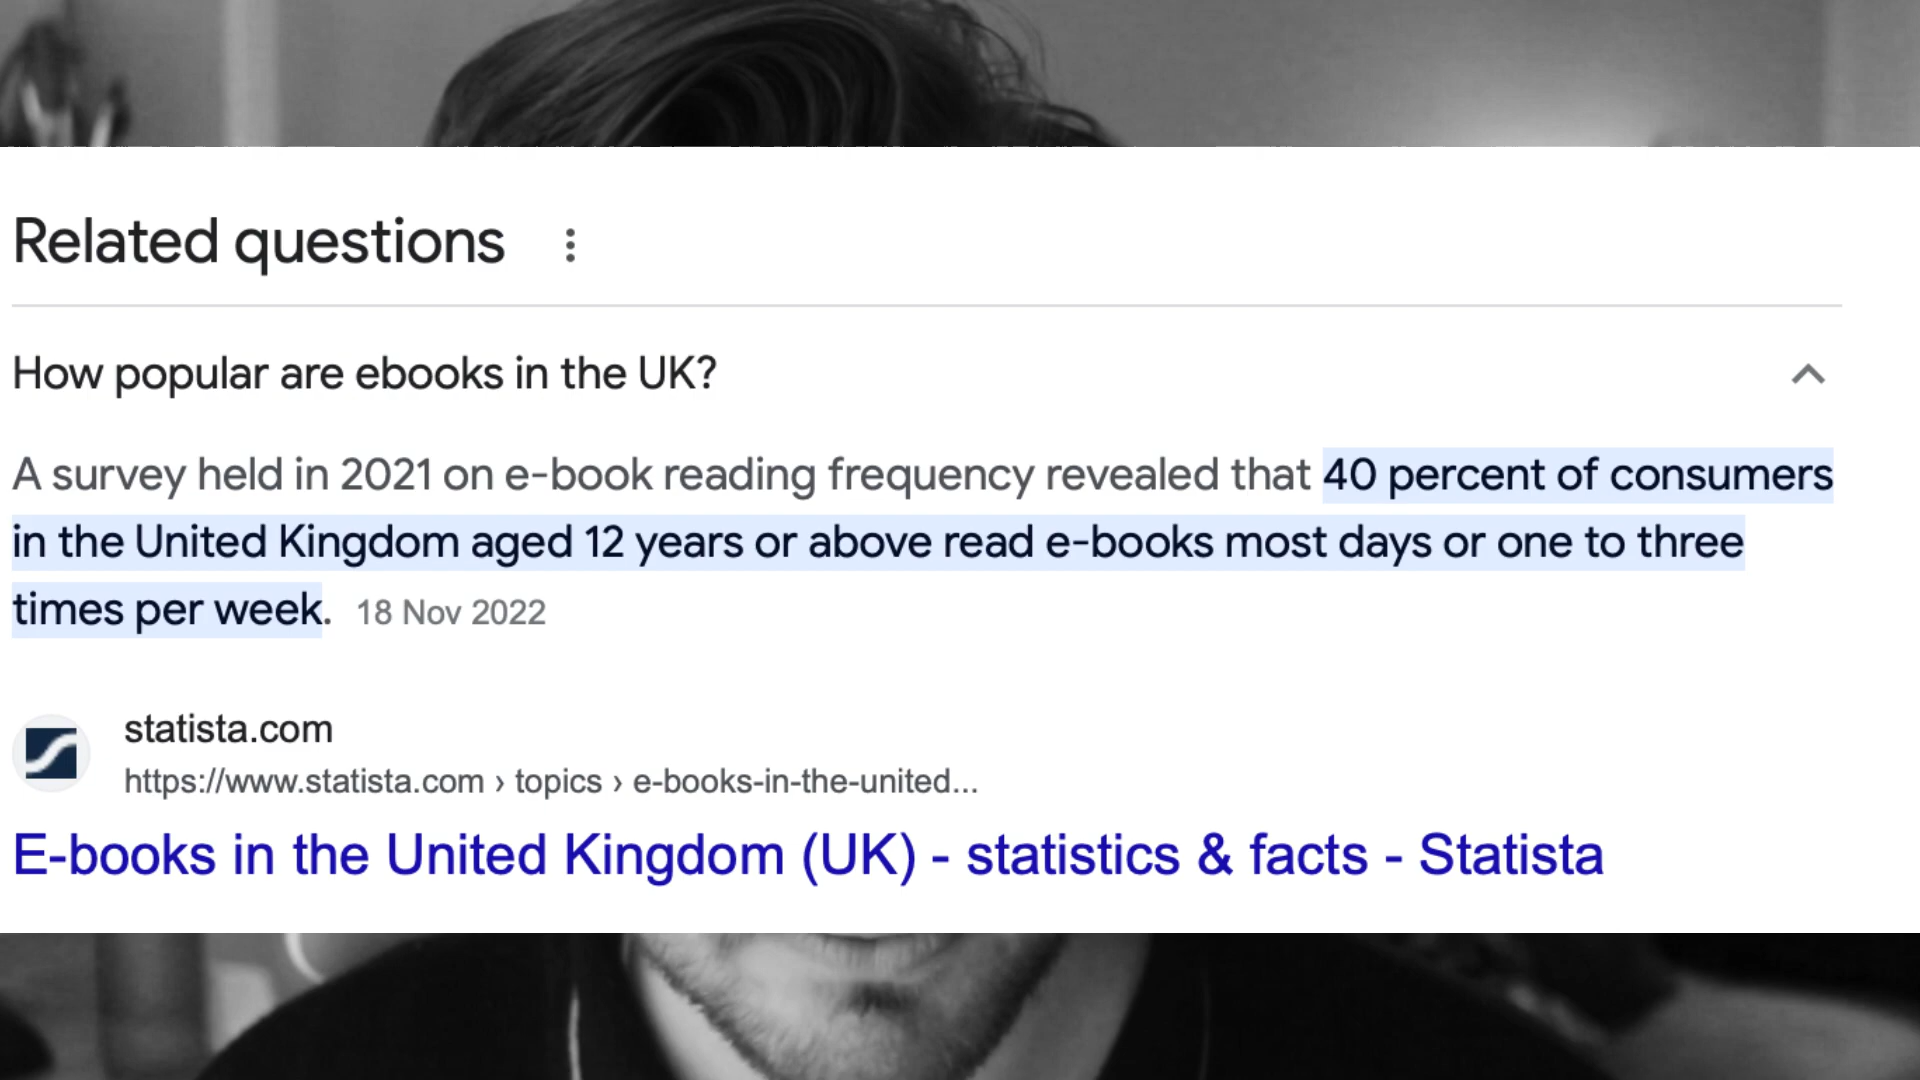 Related questions
How popular are ebooks in the UK?
A survey held in 2021 on e-book reading frequency revealed that 40 percent of consumers
in the United Kingdom aged 12 years or above read e-books most days or one to three
times per week. 18 Nov 2022
statista.com
https://www.statista.com › topics › e-books-in-the-united...
E-books in the United Kingdom (UK) - statistics & facts - Statista